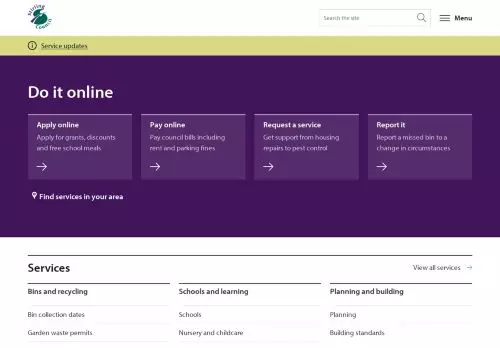 Stirling
Council
Search the site
Menu
Service updates
Do it online
Apply online
Apply for grants, discounts
and free school meals
Pay online
Pay council bills including
rent and parking fines
Request a service
Get support from housing
repairs to pest control
Report it
Report a missed bin to a
change in circumstances
Find services in your area
Services
View all services
Bins and recycling
Bin collection dates
Garden waste permits
Schools and learning
Schools
Nursery and childcare
Planning and building
Planning
Building standards